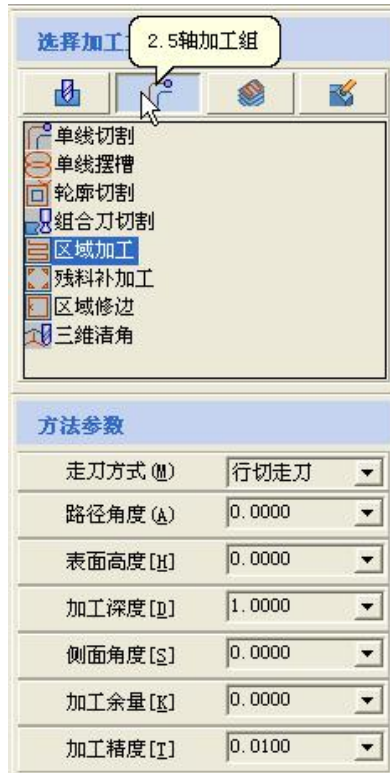 选择加工
2.5轴加工组
单线切割
单线摆槽
轮廓切割
组合刀切割
区域加工
残料补加工
区域修边
三维清角
方法参数
走刀方式(M) 行切走刀
路径角度(A) 0.0000
表面高度[H] 0.0000
加工深度[D] 1.0000
侧面角度[S] 0.0000
加工余量[K] 0.0000
加工精度[T] 0.0100